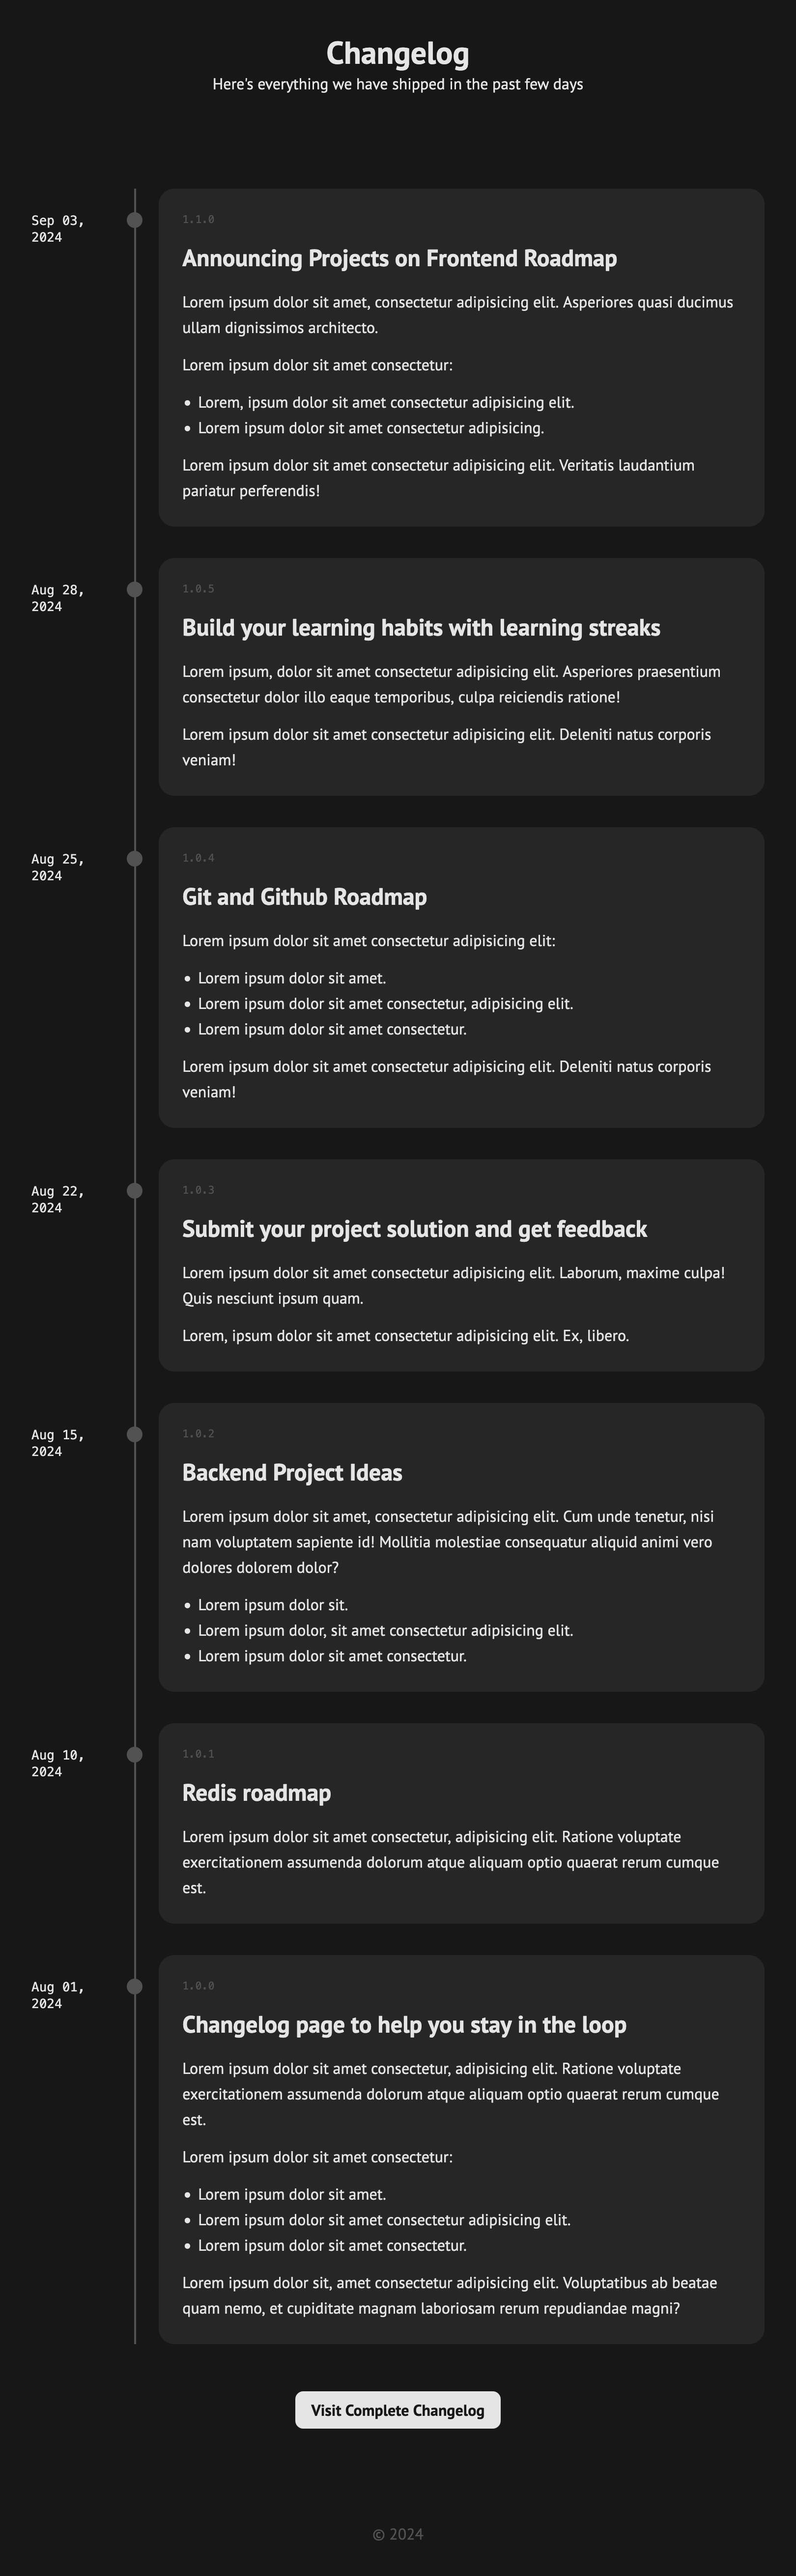 Changelog
Here's everything we have shipped in the past few days
Sep 03,
2024
1.1.0
Announcing Projects on Frontend Roadmap
Lorem ipsum dolor sit amet, consectetur adipisicing elit. Asperiores quasi ducimus
ullam dignissimos architecto.
Lorem ipsum dolor sit amet consectetur:
• Lorem, ipsum dolor sit amet consectetur adipisicing elit.
• Lorem ipsum dolor sit amet consectetur adipisicing.
Lorem ipsum dolor sit amet consectetur adipisicing elit. Veritatis laudantium
pariatur perferendis!
Aug 28,
2024
1.0.5
Build your learning habits with learning streaks
Lorem ipsum, dolor sit amet consectetur adipisicing elit. Asperiores praesentium
consectetur dolor illo eaque temporibus, culpa reiciendis ratione!
Lorem ipsum dolor sit amet consectetur adipisicing elit. Deleniti natus corporis
veniam!
Aug 25,
2024
1.0.4
Git and Github Roadmap
Lorem ipsum dolor sit amet consectetur adipisicing elit:
• Lorem ipsum dolor sit amet.
• Lorem ipsum dolor sit amet consectetur, adipisicing elit.
• Lorem ipsum dolor sit amet consectetur.
Lorem ipsum dolor sit amet consectetur adipisicing elit. Deleniti natus corporis
veniam!
Aug 22,
2024
1.0.3
Submit your project solution and get feedback
Lorem ipsum dolor sit amet consectetur adipisicing elit. Laborum, maxime culpa!
Quis nesciunt ipsum quam.
Lorem, ipsum dolor sit amet consectetur adipisicing elit. Ex, libero.
Aug 15,
2024
1.0.2
Backend Project Ideas
Lorem ipsum dolor sit amet, consectetur adipisicing elit. Cum unde tenetur, nisi
nam voluptatem sapiente id! Mollitia molestiae consequatur aliquid animi vero
dolores dolorem dolor?
• Lorem ipsum dolor sit.
• Lorem ipsum dolor, sit amet consectetur adipisicing elit.
• Lorem ipsum dolor sit amet consectetur.
Aug 10,
2024
1.0.1
Redis roadmap
Lorem ipsum dolor sit amet consectetur, adipisicing elit. Ratione voluptate
exercitationem assumenda dolorum atque aliquam optio quaerat rerum cumque
est.
Aug 01,
2024
1.0.0
Changelog page to help you stay in the loop
Lorem ipsum dolor sit amet consectetur, adipisicing elit. Ratione voluptate
exercitationem assumenda dolorum atque aliquam optio quaerat rerum cumque
est.
Lorem ipsum dolor sit amet consectetur:
• Lorem ipsum dolor sit amet.
• Lorem ipsum dolor sit amet consectetur adipisicing elit.
• Lorem ipsum dolor sit amet consectetur.
Lorem ipsum dolor sit, amet consectetur adipisicing elit. Voluptatibus ab beatae
quam nemo, et cupiditate magnam laboriosam rerum repudiandae magni?
Visit Complete Changelog
© 2024